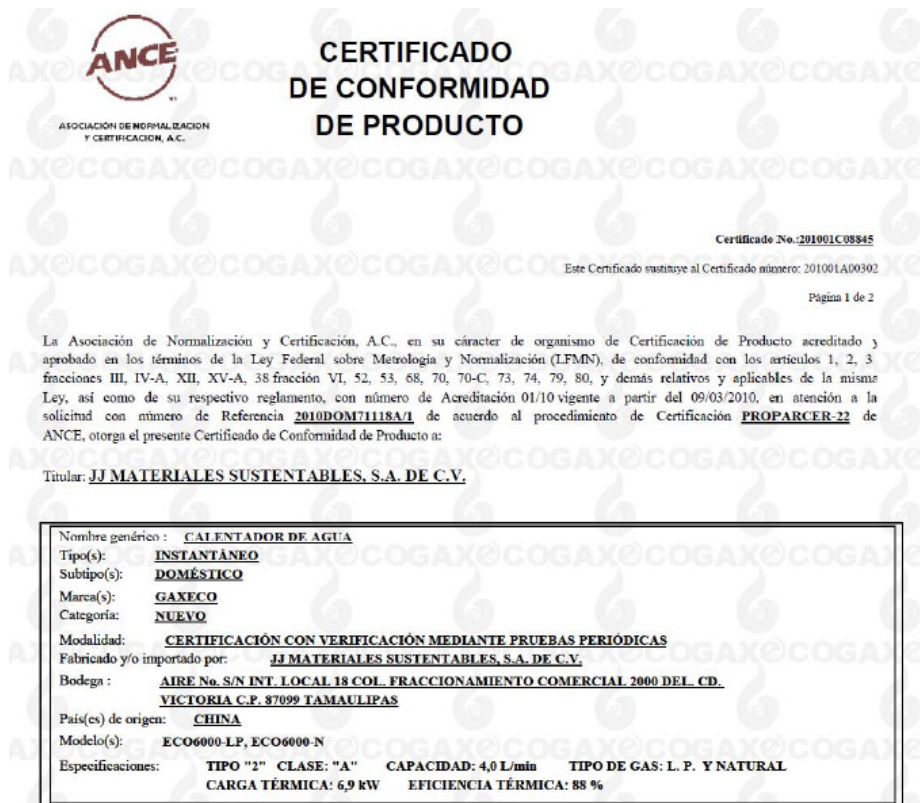 ANCE
ASOCIACIÓN DE NORMALIZACION
Y CERTIFICACION, A.C.
CERTIFICADO
DE CONFORMIDAD
DE PRODUCTO
Certificado No.:201001C08845
Este Certificado sustituye al Certificado número: 201001A00302
Página 1 de 2
La Asociación de Normalización y Certificación, A.C., en su cáracter de organismo de Certificación de Producto acreditado y
aprobado en los términos de la Ley Federal sobre Metrología y Normalización (LFMN), de conformidad con los artículos 1, 2, 3
fracciones III, IV-A, XII, XV-A, 38 fracción VI, 52, 53, 68, 70, 70-C, 73, 74, 79, 80, y demás relativos y aplicables de la misma
Ley, así como de su respectivo reglamento, con número de Acreditación 01/10 vigente a partir del 09/03/2010, en atención a la
solicitud con número de Referencia 2010DOM71118A/1 de acuerdo al procedimiento de Certificación PROPARCER-22 de
ANCE, otorga el presente Certificado de Conformidad de Producto a:
Titular: JJ MATERIALES SUSTENTABLES, S.A. DE C.V.
Nombre genérico : CALENTADOR DE AGUA
Tipo(s): INSTANTÁNEO
Subtipo(s): DOMÉSTICO
Marca(s): GAXECO
Categoría: NUEVO
Modalidad: CERTIFICACIÓN CON VERIFICACIÓN MEDIANTE PRUEBAS PERIÓDICAS
Fabricado y/o importado por: JJ MATERIALES SUSTENTABLES, S.A. DE C.V.
Bodega : AIRE No. S/N INT. LOCAL 18 COL. FRACCIONAMIENTO COMERCIAL 2000 DEL. CD.
VICTORIA C.P. 87099 TAMAULIPAS
País(es) de origen: CHINA
Modelo(s): ECO6000-LP, ECO6000-N
Especificaciones: TIPO "2" CLASE: "A" CAPACIDAD: 4,0 L/min TIPO DE GAS: L. P. Y NATURAL
CARGA TÉRMICA: 6,9 kW EFICIENCIA TÉRMICA: 88 %